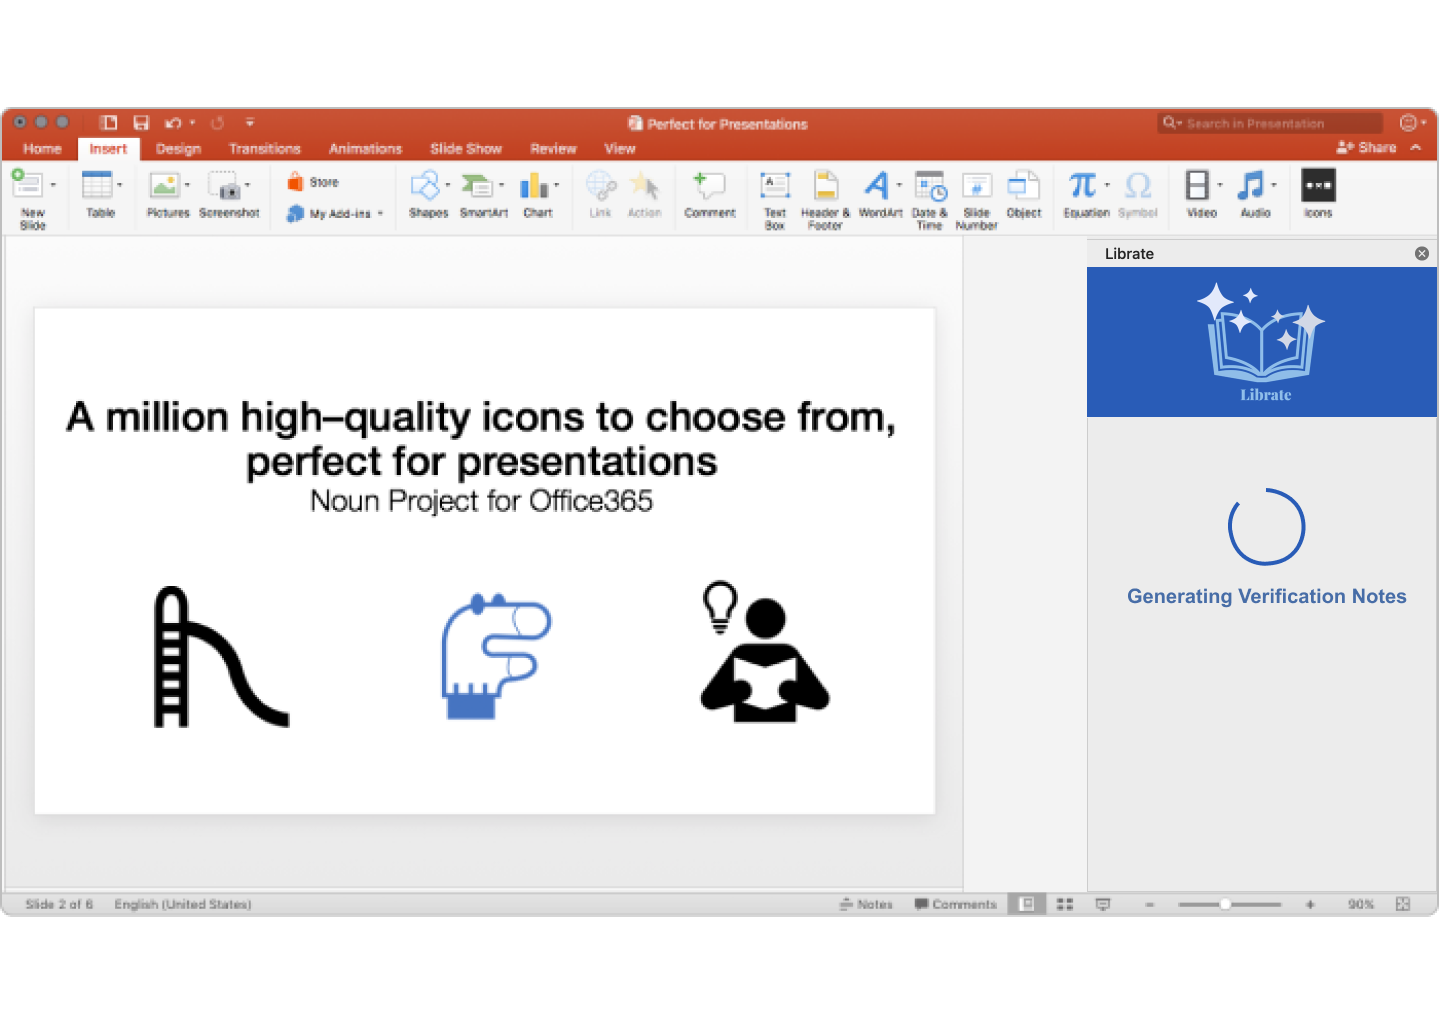 Perfect for Presentations
Search in Presentation
Home Insert Design Transitions Animations Slide Show Review View
Share
New Slide
Table
Pictures
Screenshot
Store
My Add-ins
Shapes
SmartArt
Chart
Link
Action
Comment
Text Box
Header & Footer
WordArt
Date & Time
Slide Number
Object
Equation
Symbol
Video
Audio
Icons
A million high–quality icons to choose from,
perfect for presentations
Noun Project for Office365
Librate
Librate
Generating Verification Notes
Slide 2 of 6 English (United States) Notes Comments 90%